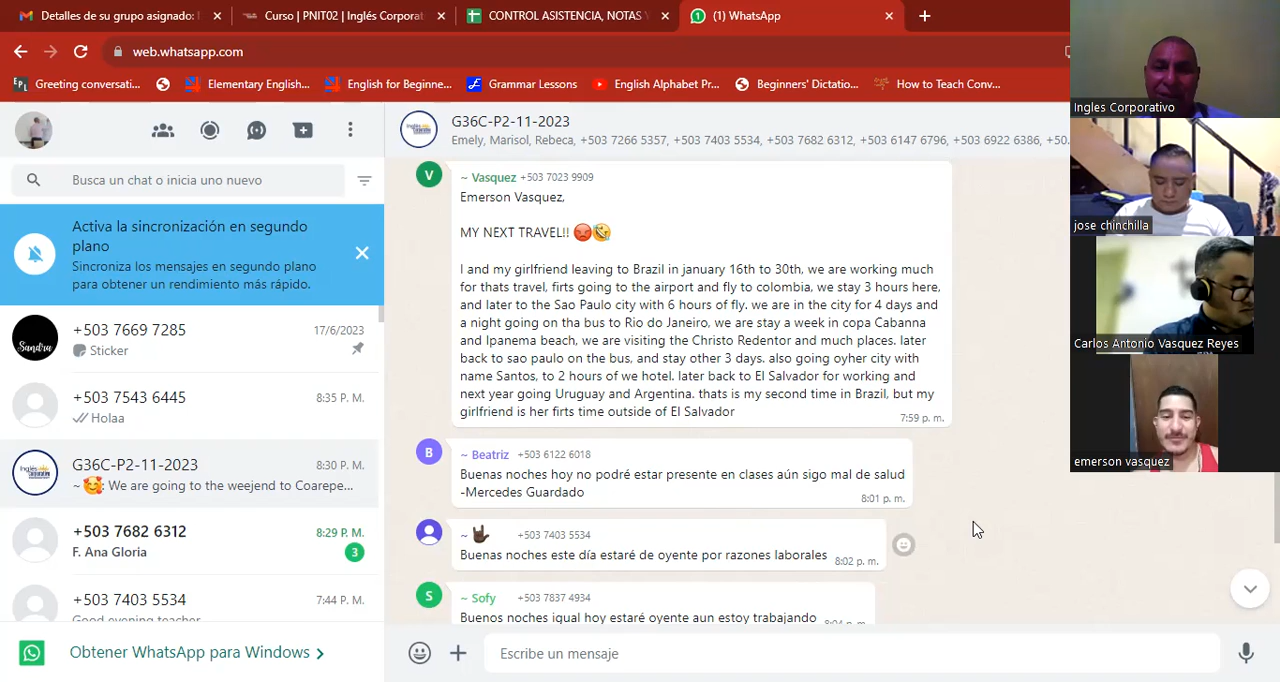 Detalles de su grupo asignado:
Curso | PNIT02 | Inglés Corporat
CONTROL ASISTENCIA, NOTAS
(1) WhatsApp
web.whatsapp.com
Greeting conversati...
Elementary English...
English for Beginne...
Grammar Lessons
English Alphabet Pr...
Beginners' Dictatio...
How to Teach Conv...
Busca un chat o inicia uno nuevo
Activa la sincronización en segundo
plano
Sincroniza los mensajes en segundo plano
para obtener un rendimiento más rápido.
Sandra
+503 7669 7285
17/6/2023
Sticker
+503 7543 6445
8:35 P. M.
Holaa
G36C-P2-11-2023
8:30 P. M.
~ 🥰: We are going to the weejend to Coarepe...
+503 7682 6312
8:29 P. M.
F. Ana Gloria
3
+503 7403 5534
7:44 P. M.
Good evening teacher
Obtener WhatsApp para Windows
G36C-P2-11-2023
Emely, Marisol, Rebeca, +503 7266 5357, +503 7403 5534, +503 7682 6312, +503 6147 6796, +503 6922 6386, +50...
V
~ Vasquez +503 7023 9909
Emerson Vasquez,
MY NEXT TRAVEL!! 😡🤣
I and my girlfriend leaving to Brazil in january 16th to 30th, we are working much
for thats travel, firts going to the airport and fly to colombia, we stay 3 hours here,
and later to the Sao Paulo city with 6 hours of fly. we are in the city for 4 days and
a night going on tha bus to Rio do Janeiro, we are stay a week in copa Cabanna
and Ipanema beach, we are visiting the Christo Redentor and much places. later
back to sao paulo on the bus, and stay other 3 days. also going oyher city with
name Santos, to 2 hours of we hotel. later back to El Salvador for working and
next year going Uruguay and Argentina. thats is my second time in Brazil, but my
girlfriend is her firts time outside of El Salvador
7:59 p. m.
B
~ Beatriz +503 6122 6018
Buenas noches hoy no podré estar presente en clases aún sigo mal de salud
-Mercedes Guardado
8:01 p. m.
~ 🤟🏿 +503 7403 5534
Buenas noches este día estaré de oyente por razones laborales
8:02 p. m.
S
~ Sofy +503 7837 4934
Buenos noches igual hoy estaré oyente aun estoy trabajando
8:04 p. m.
Escribe un mensaje
Ingles Corporativo
jose chinchilla
Carlos Antonio Vasquez Reyes
emerson vasquez